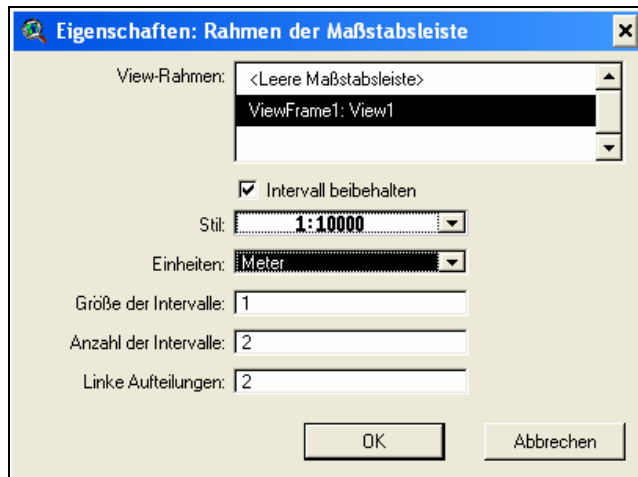 Eigenschaften: Rahmen der Maßstabsleiste
View-Rahmen:
<Leere Maßstabsleiste>
ViewFrame1: View1
Intervall beibehalten
Stil: 1:10000
Einheiten: Meter
Größe der Intervalle: 1
Anzahl der Intervalle: 2
Linke Aufteilungen: 2
OK Abbrechen